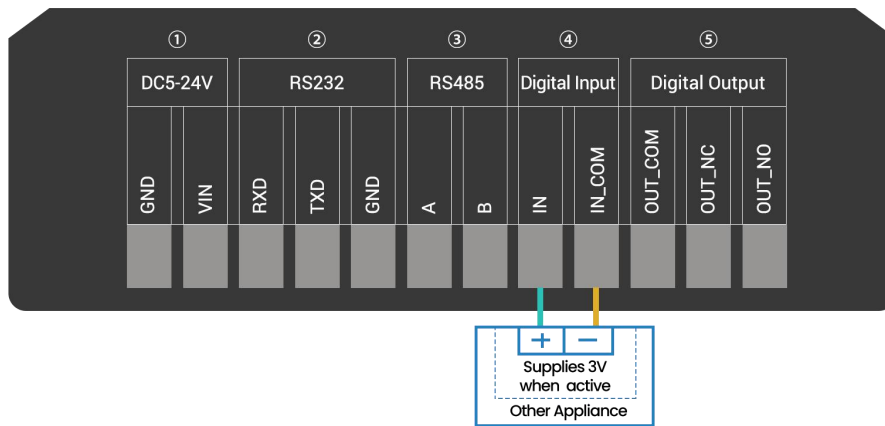 ① ② ③ ④ ⑤
DC5-24V RS232 RS485 Digital Input Digital Output
GND VIN RXD TXD GND A B IN IN_COM OUT_COM OUT_NC OUT_NO
+ −
Supplies 3V
when active
Other Appliance